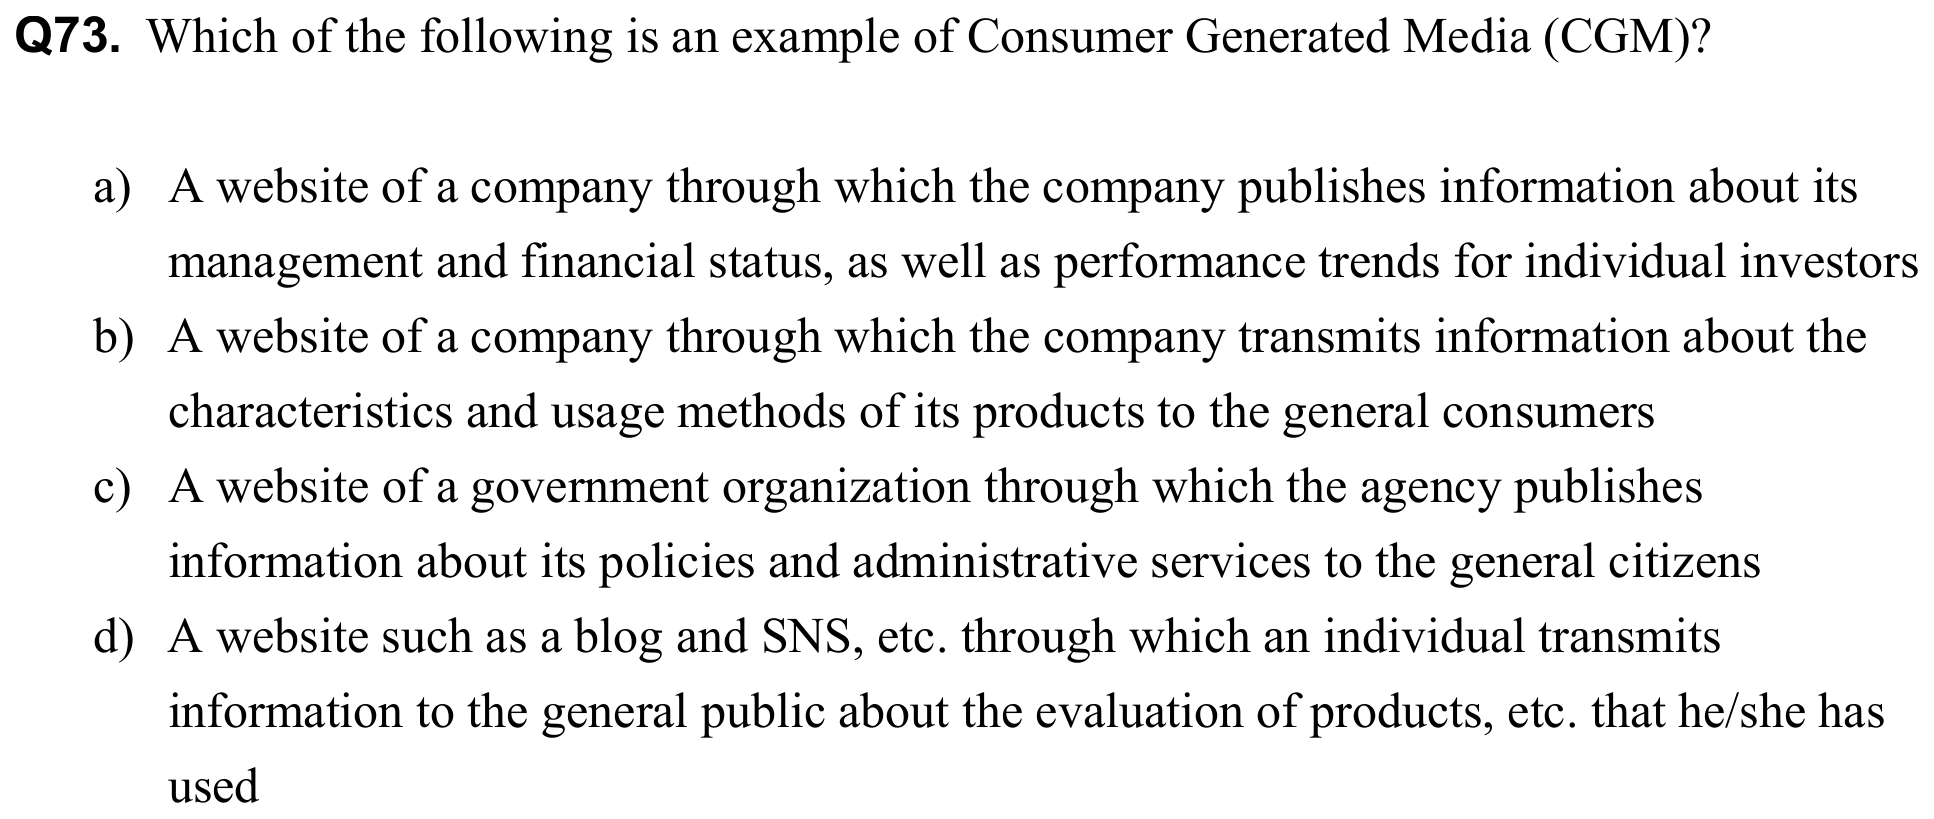 Q73. Which of the following is an example of Consumer Generated Media (CGM)?
a) A website of a company through which the company publishes information about its
management and financial status, as well as performance trends for individual investors
b) A website of a company through which the company transmits information about the
characteristics and usage methods of its products to the general consumers
c) A website of a government organization through which the agency publishes
information about its policies and administrative services to the general citizens
d) A website such as a blog and SNS, etc. through which an individual transmits
information to the general public about the evaluation of products, etc. that he/she has
used